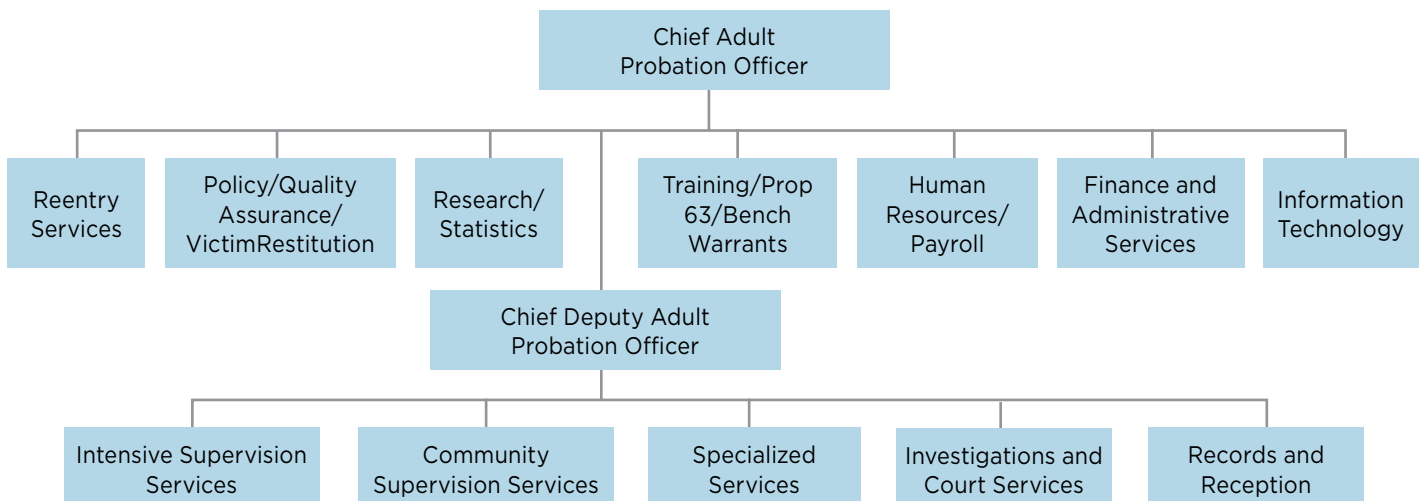 Chief Adult
Probation Officer
Reentry
Services
Policy/Quality
Assurance/
VictimRestitution
Research/
Statistics
Training/Prop
63/Bench
Warrants
Human
Resources/
Payroll
Finance and
Administrative
Services
Information
Technology
Chief Deputy Adult
Probation Officer
Intensive Supervision
Services
Community
Supervision Services
Specialized
Services
Investigations and
Court Services
Records and
Reception